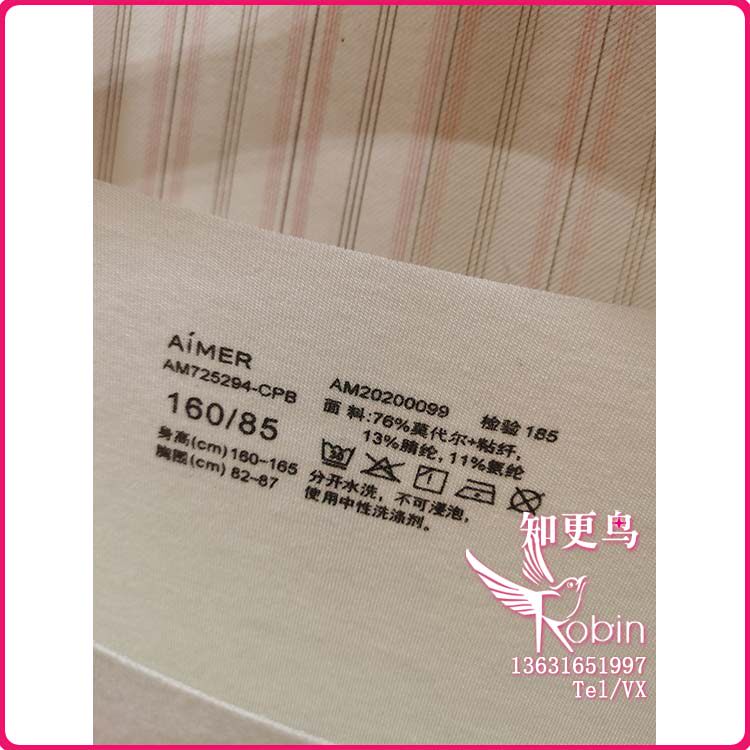 AiMER
AM725294-CPB
160/85
身高(cm)160-165
胸围(cm) 82-87
AM20200099 检验 185
面 料:76%莫代尔+粘纤,
13%腈纶, 11%氨纶
30
分开水洗, 不可浸泡,
使用中性洗涤剂。
知更鸟
Robin
13631651997
Tel/VX